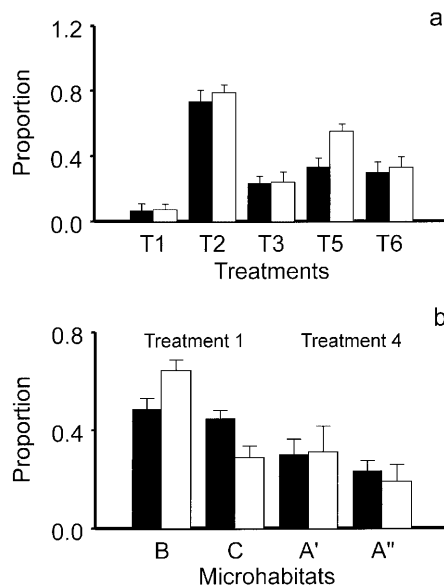 a
1.2
0.8
0.4
0.0
Proportion
T1 T2 T3 T5 T6
Treatments
b
0.8
0.4
0.0
Proportion
Treatment 1 Treatment 4
B C A' A"
Microhabitats